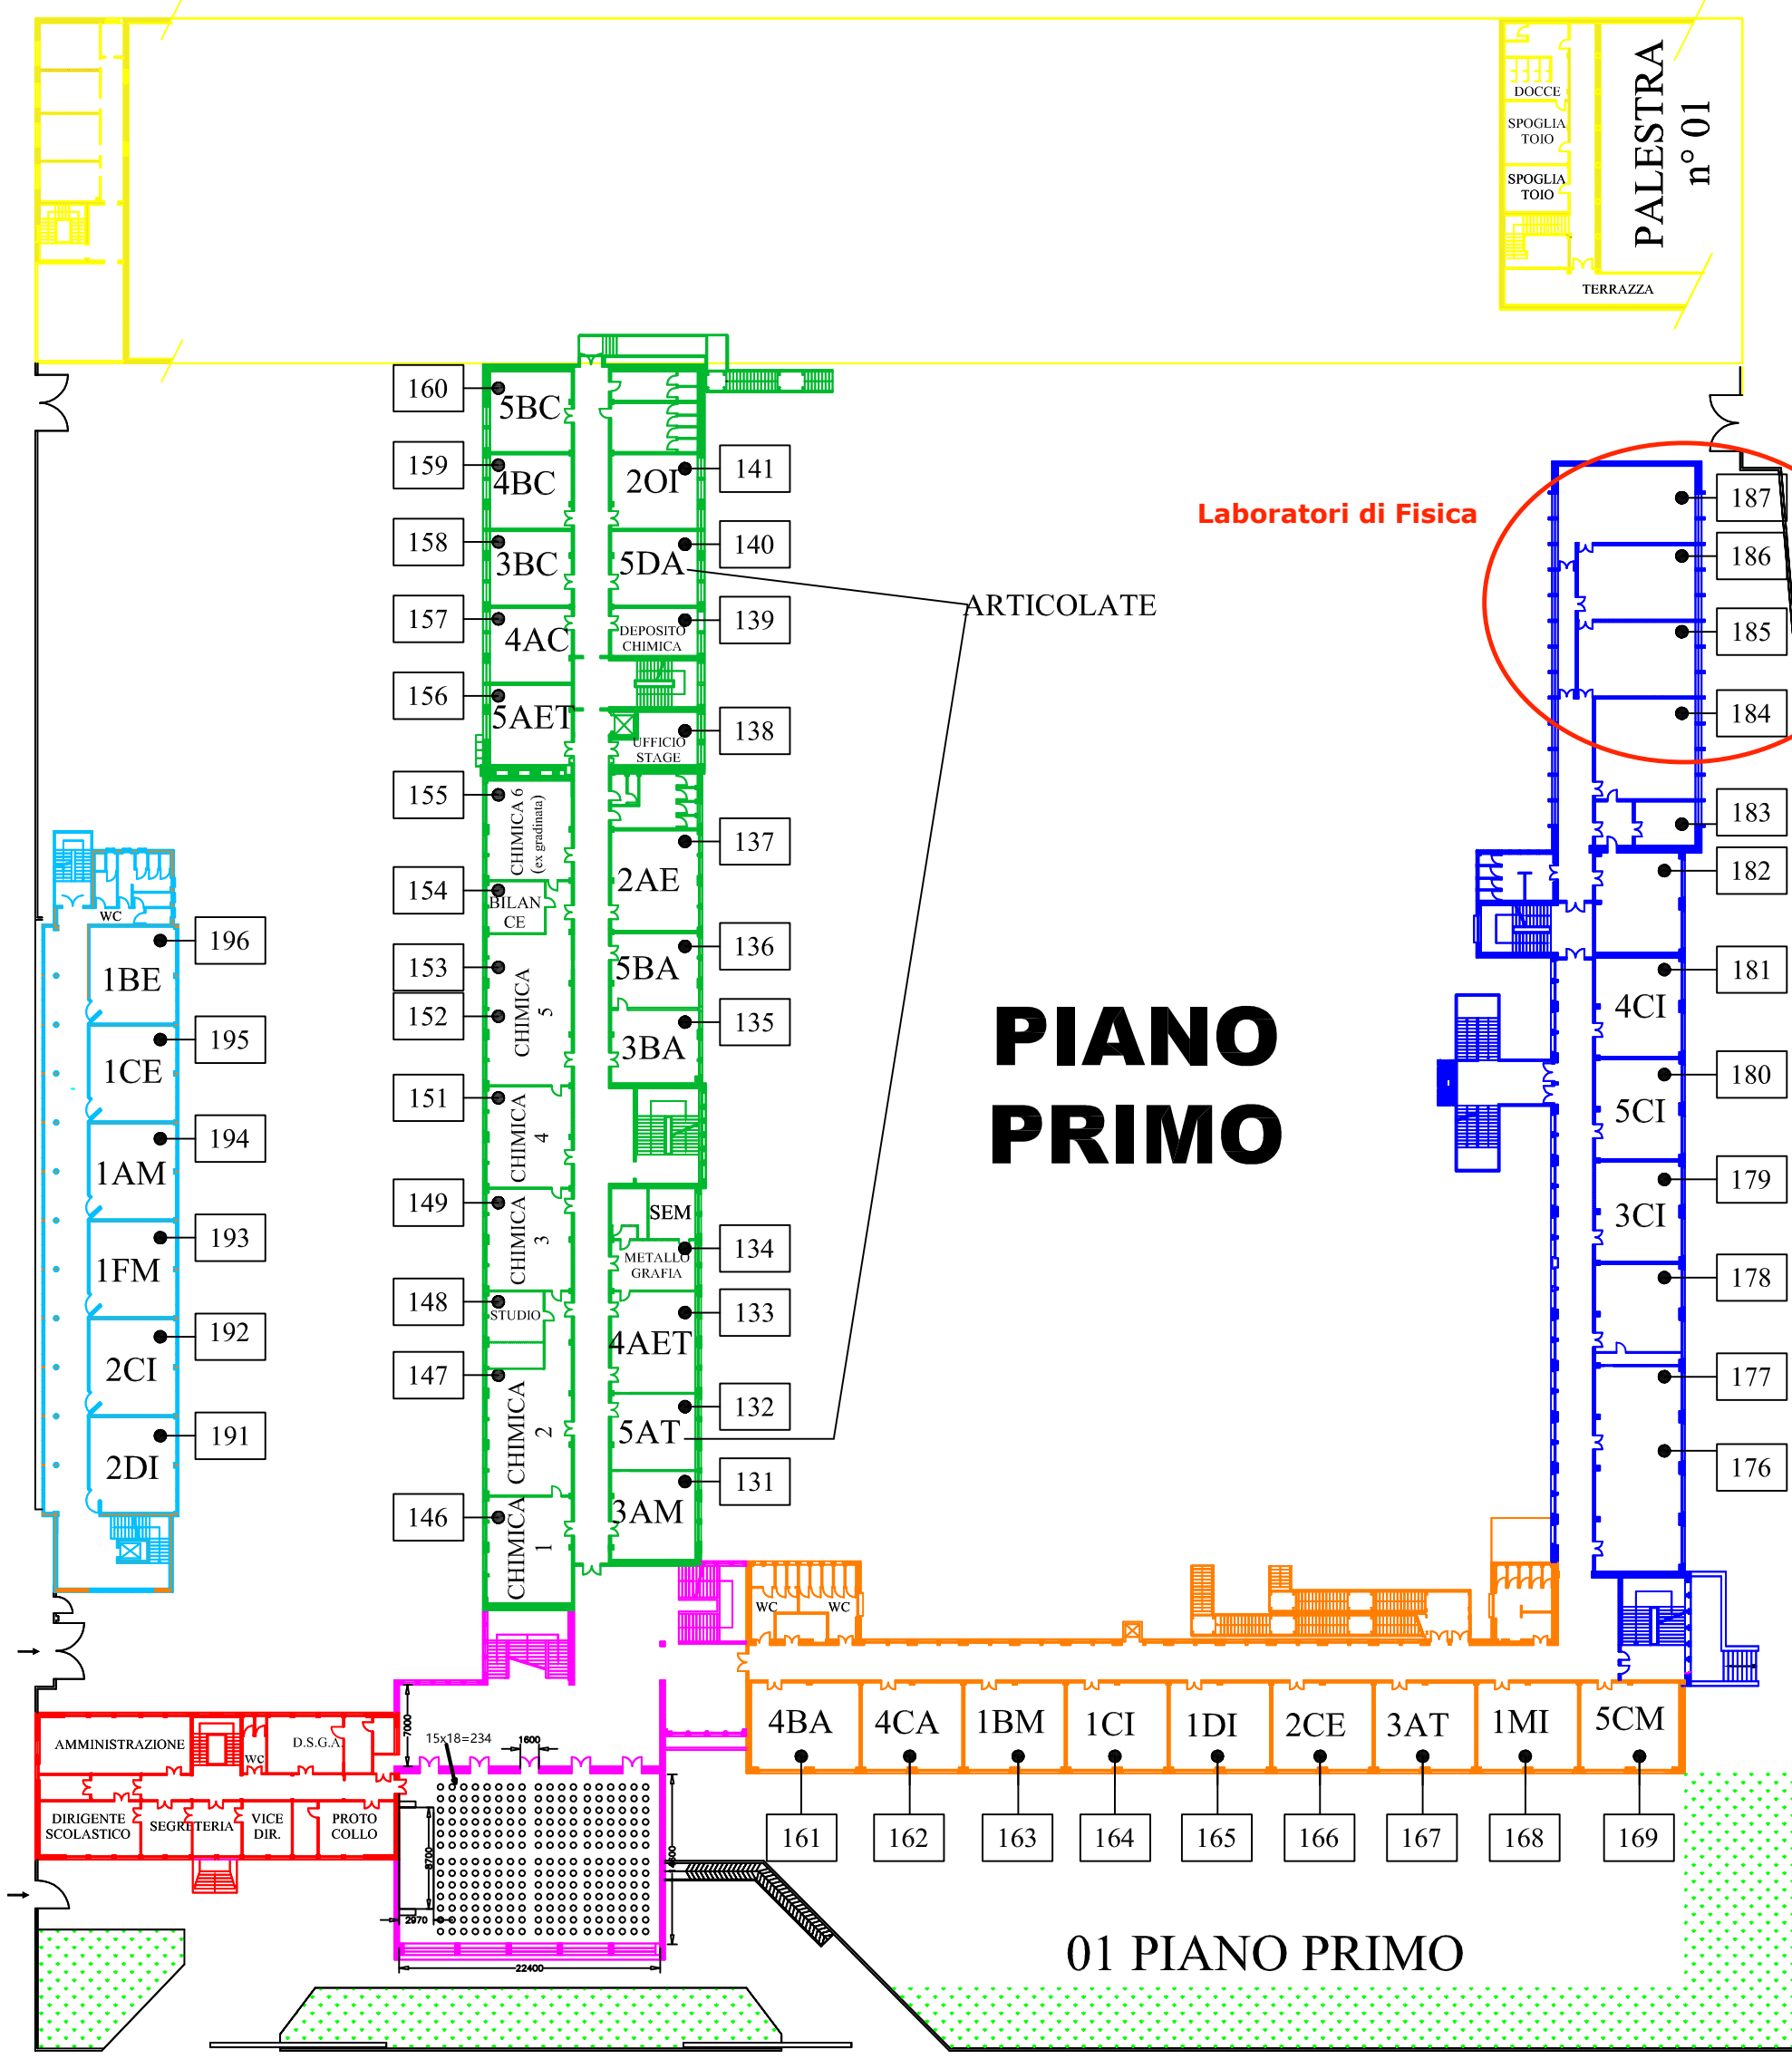 DOCCE
SPOGLIA
TOIO
SPOGLIA
TOIO
PALESTRA
n° 01
TERRAZZA
160
5BC
159
4BC
158
3BC
157
4AC
156
5AET
155
CHIMICA 6
(ex gradinata)
154
BILAN
CE
153
152
CHIMICA
5
151
CHIMICA
4
149
CHIMICA
3
148
STUDIO
147
CHIMICA
2
146
CHIMICA
1
2OI
141
5DA
140
DEPOSITO
CHIMICA
139
UFFICIO
STAGE
138
2AE
137
5BA
136
3BA
135
SEM
METALLO
GRAFIA
134
4AET
133
5AT
132
3AM
131
ARTICOLATE
Laboratori di Fisica
187
186
185
184
183
182
4CI
181
5CI
180
3CI
179
178
177
176
PIANO
PRIMO
WC
1BE
196
1CE
195
1AM
194
1FM
193
2CI
192
2DI
191
WC
WC
4BA
4CA
1BM
1CI
1DI
2CE
3AT
1MI
5CM
161
162
163
164
165
166
167
168
169
AMMINISTRAZIONE
WC
D.S.G.A.
DIRIGENTE
SCOLASTICO
SEGRETERIA
VICE
DIR.
PROTO
COLLO
7000
15x18=234
1600
8700
2970
22400
01 PIANO PRIMO